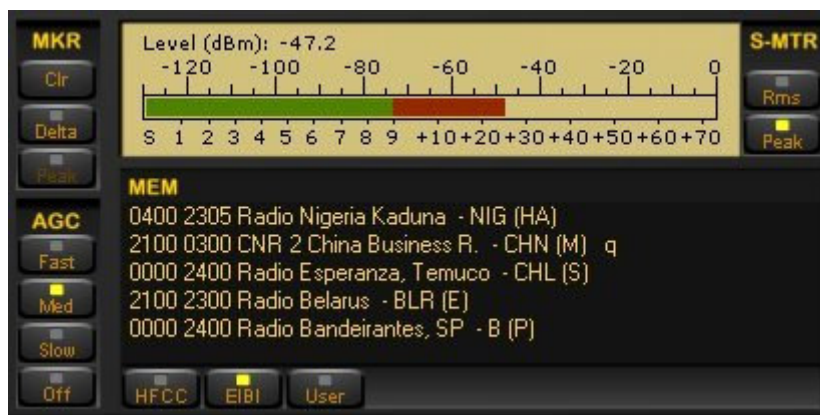 MKR
Clr
Delta
Peak
AGC
Fast
Med
Slow
Off
Level (dBm): -47.2
-120 -100 -80 -60 -40 -20 0
S 1 2 3 4 5 6 7 8 9 +10+20+30+40+50+60+70
S-MTR
Rms
Peak
MEM
0400 2305 Radio Nigeria Kaduna - NIG (HA)
2100 0300 CNR 2 China Business R. - CHN (M) q
0000 2400 Radio Esperanza, Temuco - CHL (S)
2100 2300 Radio Belarus - BLR (E)
0000 2400 Radio Bandeirantes, SP - B (P)
HFCC EIBI User